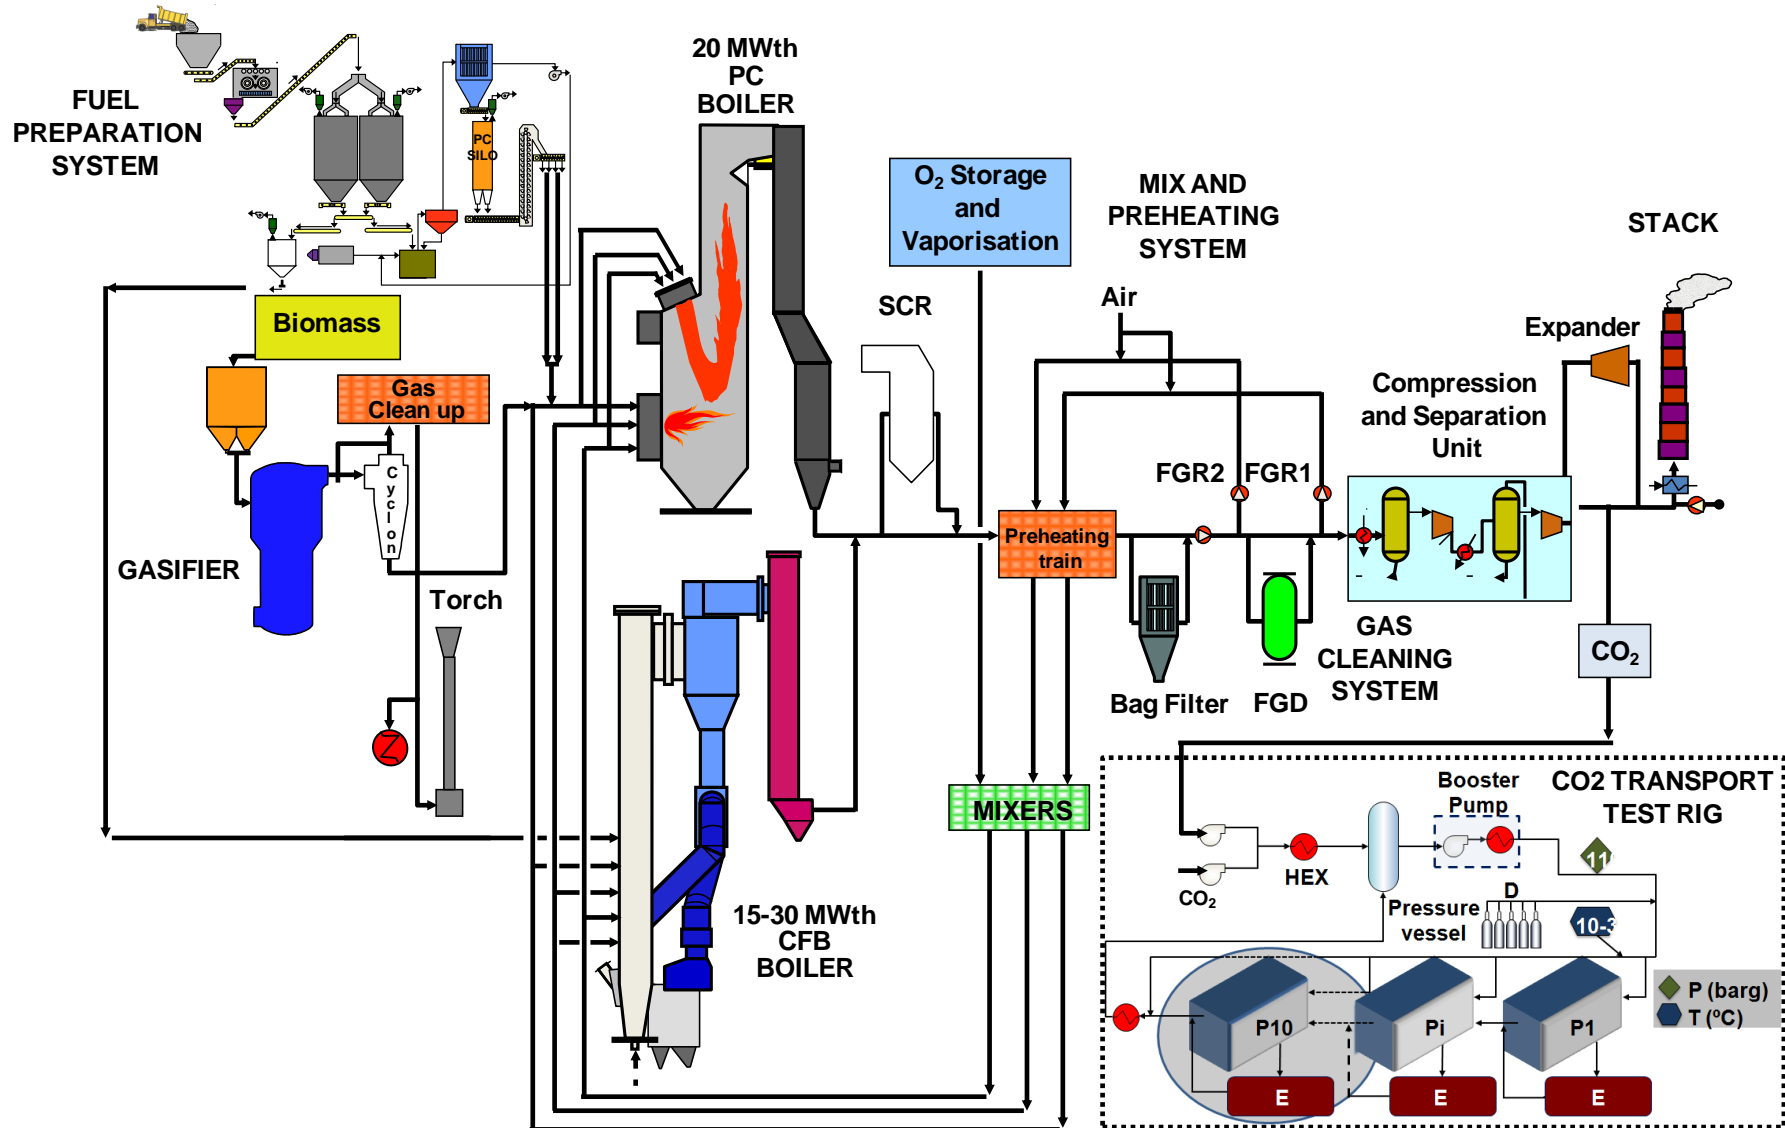 FUEL
PREPARATION
SYSTEM
PC
SILO
20 MWth
PC
BOILER
O₂ Storage
and
Vaporisation
MIX AND
PREHEATING
SYSTEM
STACK
SCR
Air
Expander
Biomass
Gas
Clean up
Compression
and Separation
Unit
Cyclon
FGR2
FGR1
GASIFIER
Preheating
train
Torch
GAS
CLEANING
SYSTEM
Bag Filter
FGD
CO₂
MIXERS
15-30 MWth
CFB
BOILER
CO2 TRANSPORT
TEST RIG
Booster
Pump
HEX
CO₂
D
Pressure
vessel
P10
Pi
P1
P (barg)
T (ºC)
E
E
E